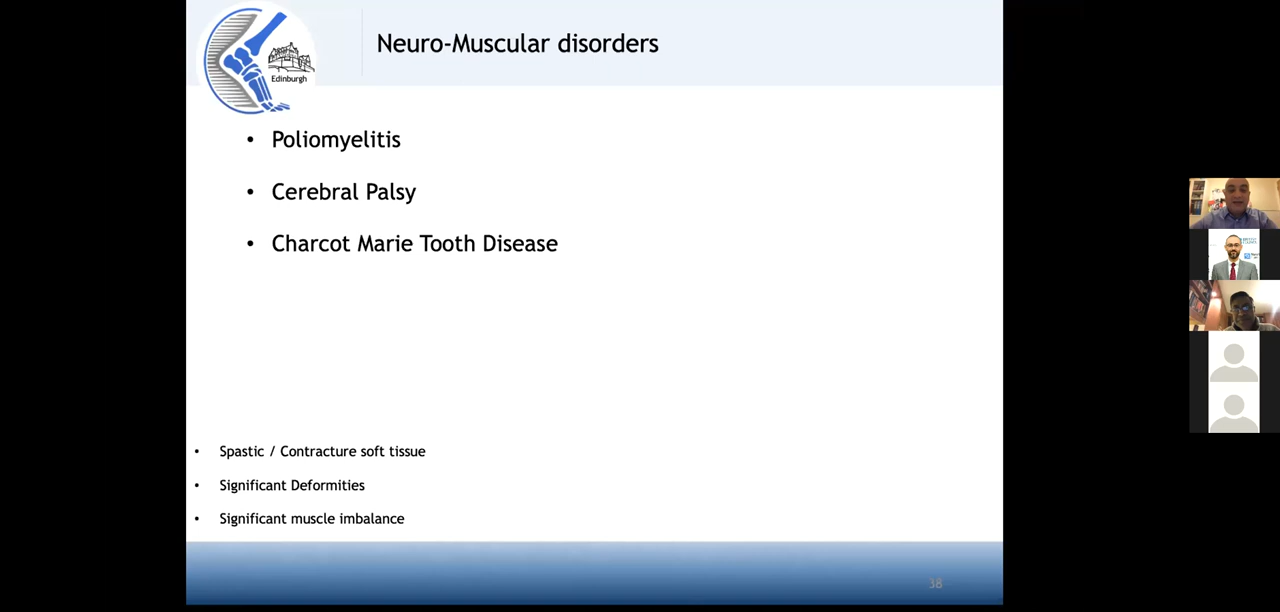 Neuro-Muscular disorders
Edinburgh
• Poliomyelitis
• Cerebral Palsy
• Charcot Marie Tooth Disease
• Spastic / Contracture soft tissue
• Significant Deformities
• Significant muscle imbalance
38